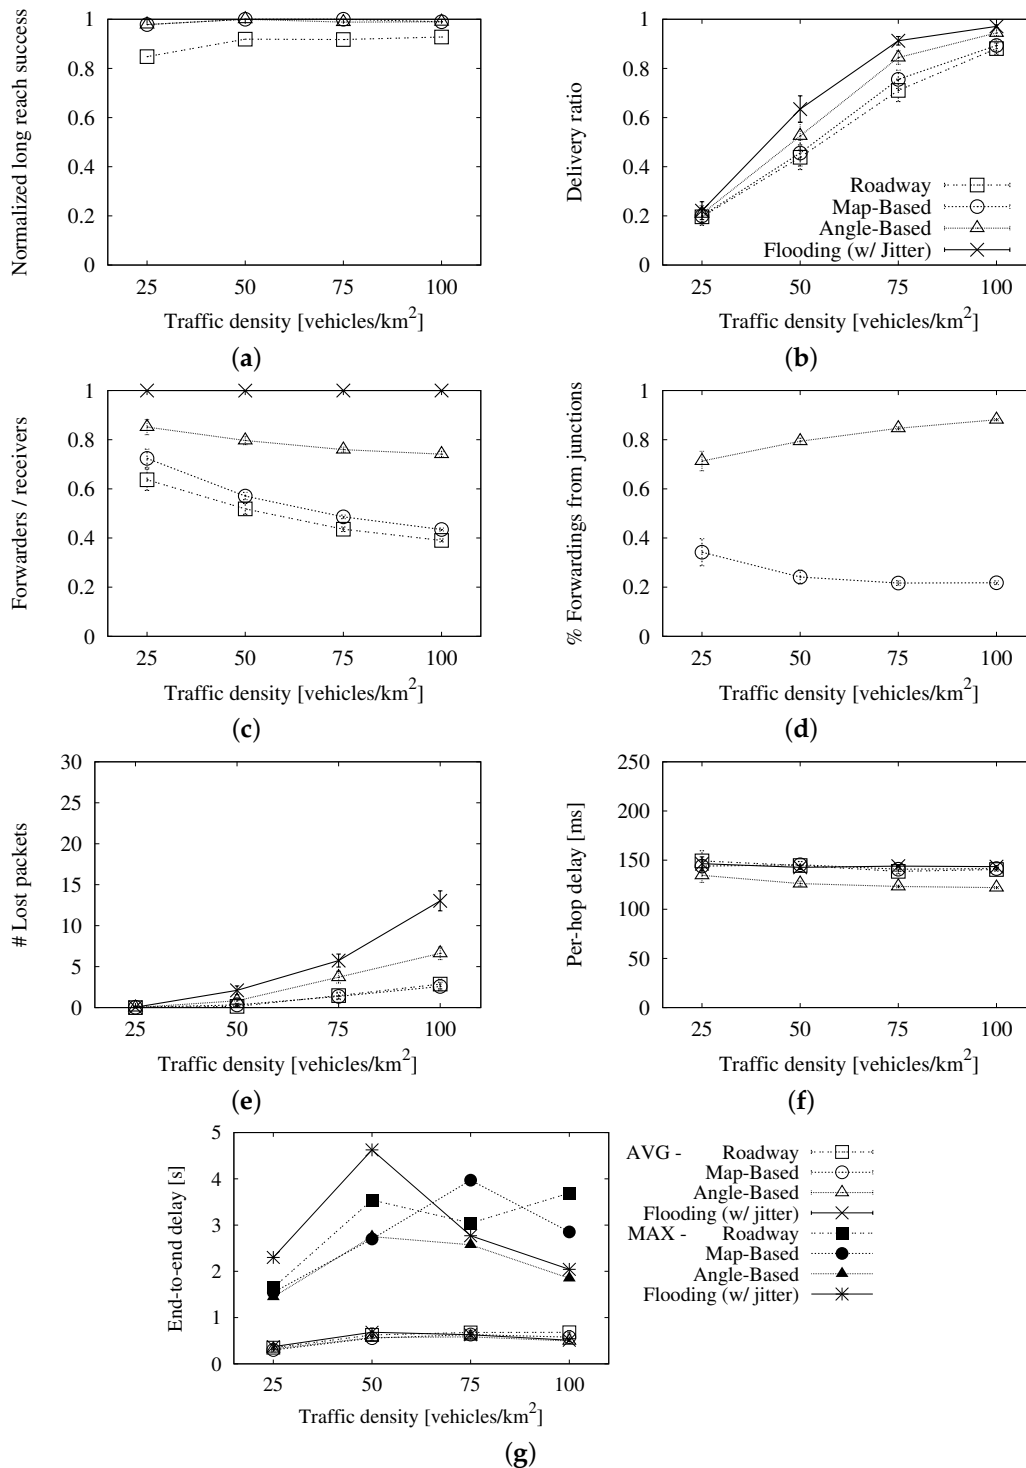 Normalized long reach success
1
0.8
0.6
0.4
0.2
0
25 50 75 100
Traffic density [vehicles/km²]
(a)
Delivery ratio
1
0.8
0.6
0.4
0.2
0
Roadway
Map-Based
Angle-Based
Flooding (w/ Jitter)
25 50 75 100
Traffic density [vehicles/km²]
(b)
Forwarders / receivers
1
0.8
0.6
0.4
0.2
0
25 50 75 100
Traffic density [vehicles/km²]
(c)
% Forwardings from junctions
1
0.8
0.6
0.4
0.2
0
25 50 75 100
Traffic density [vehicles/km²]
(d)
# Lost packets
30
25
20
15
10
5
0
25 50 75 100
Traffic density [vehicles/km²]
(e)
Per-hop delay [ms]
250
200
150
100
50
0
25 50 75 100
Traffic density [vehicles/km²]
(f)
End-to-end delay [s]
5
4
3
2
1
0
25 50 75 100
Traffic density [vehicles/km²]
AVG - Roadway
Map-Based
Angle-Based
Flooding (w/ jitter)
MAX - Roadway
Map-Based
Angle-Based
Flooding (w/ jitter)
(g)